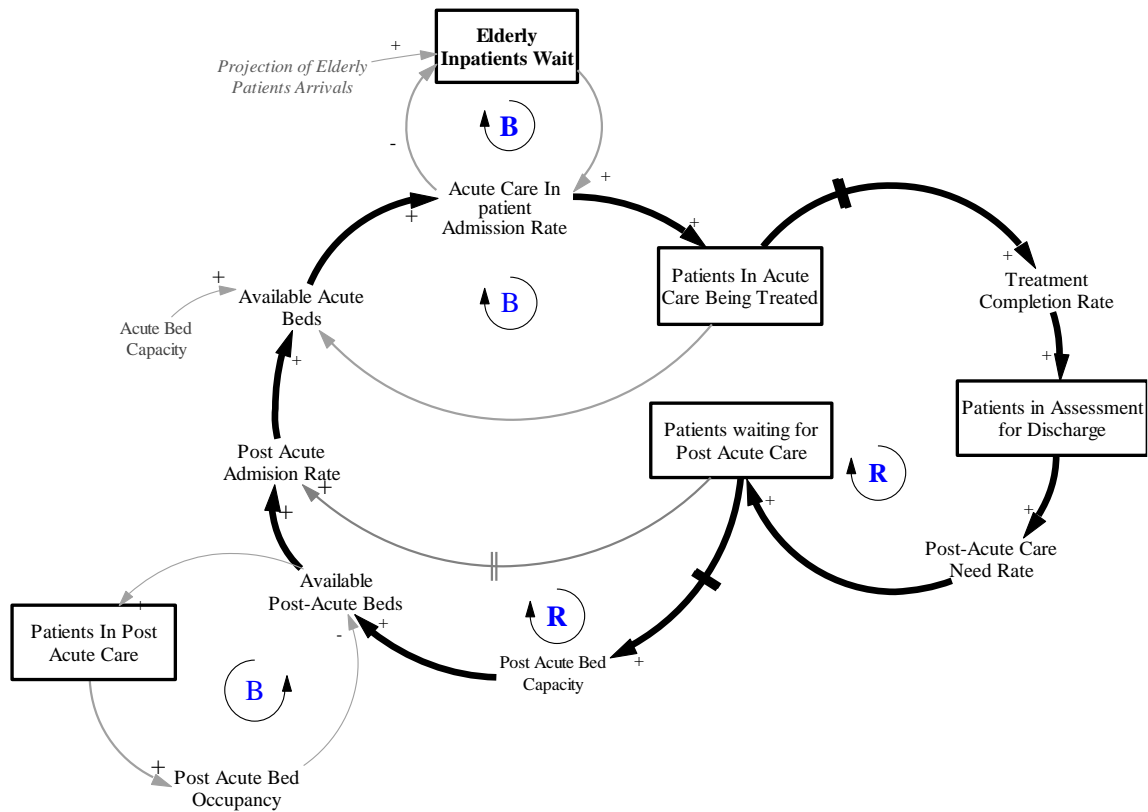 Elderly
Inpatients Wait
+
Projection of Elderly
Patients Arrivals
B
-
+
Acute Care In
patient
Admission Rate
+
+
Patients In Acute
Care Being Treated
+
Treatment
Completion Rate
+
Available Acute
Beds
B
Acute Bed
Capacity
+
+
Patients in Assessment
for Discharge
Patients waiting for
Post Acute Care
R
Post Acute
Admision Rate
+
+
+
+
Post-Acute Care
Need Rate
Available
Post-Acute Beds
+
R
+
-
Patients In Post
Acute Care
B
Post Acute Bed
Capacity
+
+
Post Acute Bed
Occupancy